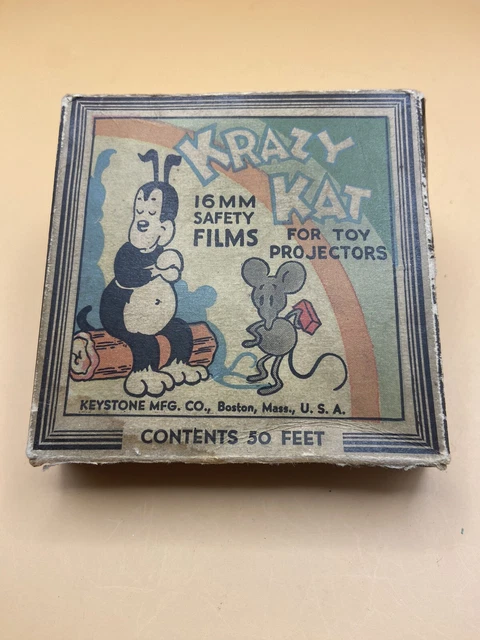 KRAZY
KAT
16MM
SAFETY
FILMS
FOR TOY
PROJECTORS
KEYSTONE MFG. CO., Boston, Mass., U. S. A.
CONTENTS 50 FEET